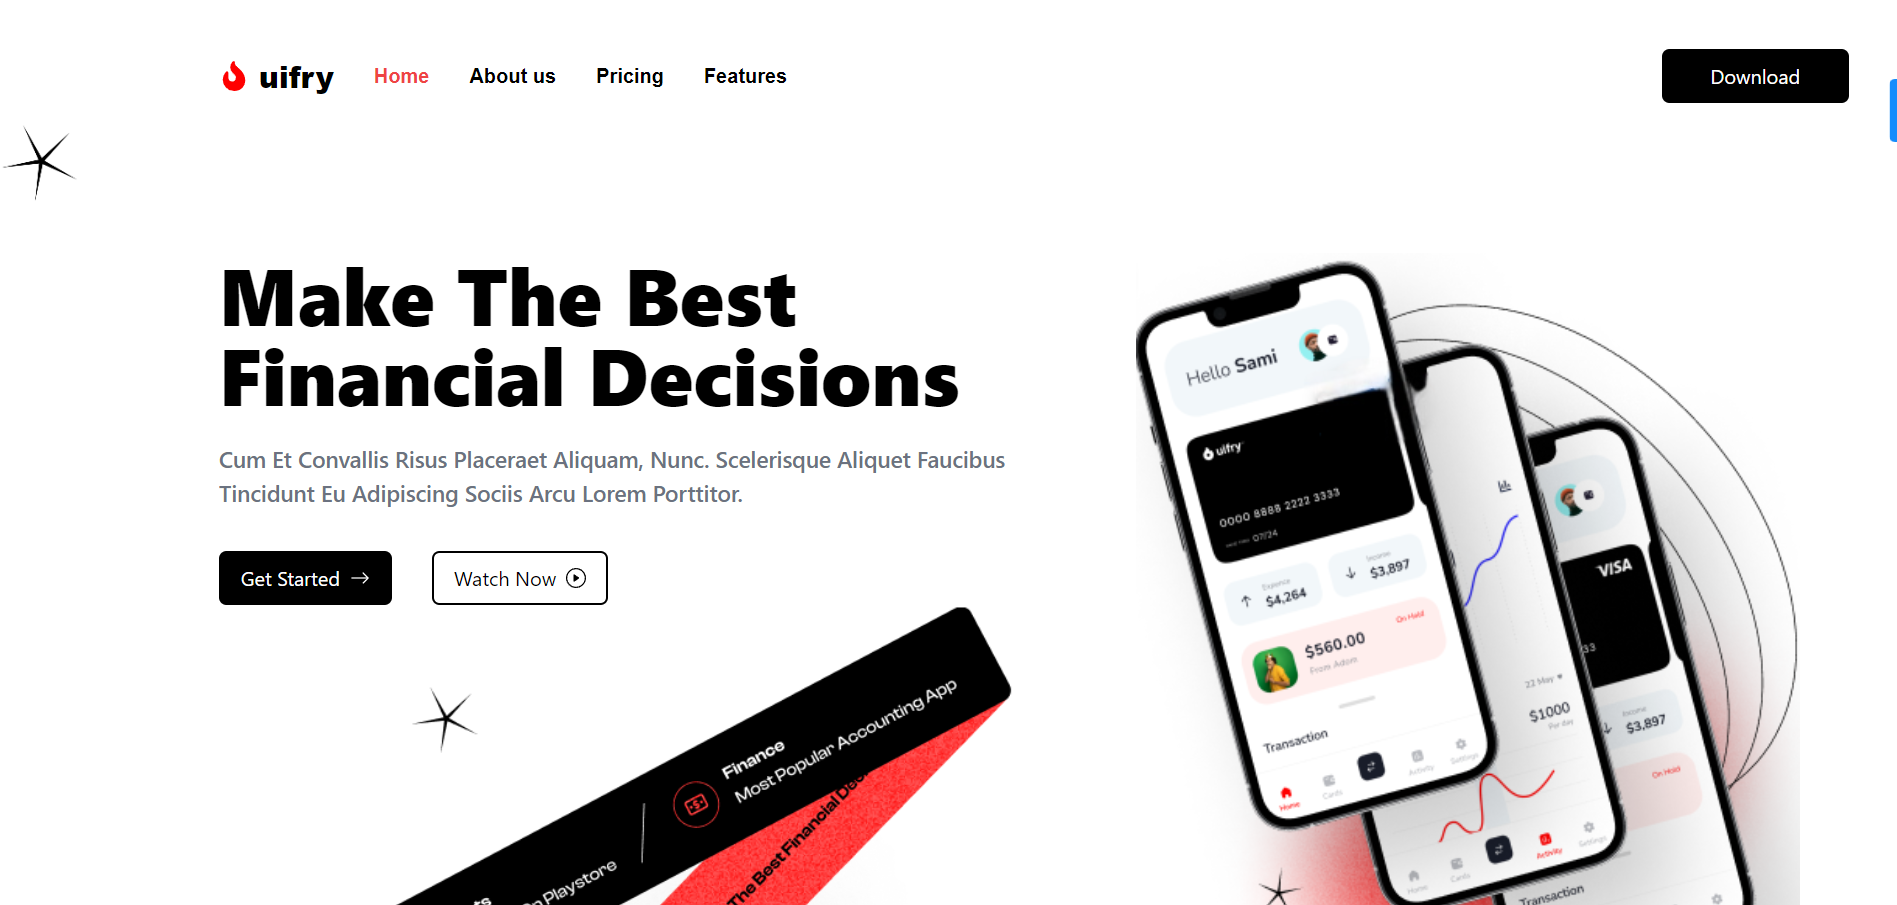 uifry
Home
About us
Pricing
Features
Download
Make The Best
Financial Decisions
Cum Et Convallis Risus Placeraet Aliquam, Nunc. Scelerisque Aliquet Faucibus
Tincidunt Eu Adipiscing Sociis Arcu Lorem Porttitor.
Get Started
Watch Now
Finance
Most Popular Accounting App
On Playstore
The Best Financial
Hello Sami
uifry
0000 8888 2222 3333
07/24
Expence
$4,264
Income
$3,897
On Hold
$560.00
From Adom
Transaction
Home
Cards
Activity
Settings
22 May
$1000
Per day
Home
Cards
Activity
Settings
VISA
33
Income
$3,897
On Hold
Transaction